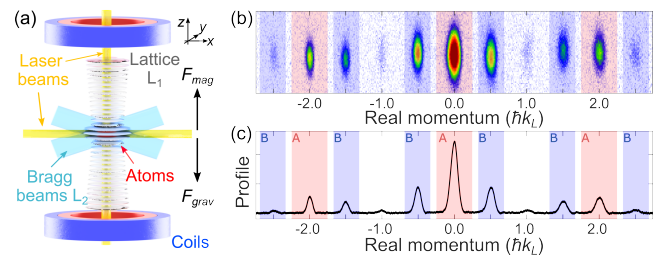 (a)
z
y
x
Laser
beams
Lattice
L1
Fmag
Bragg
beams L2
Atoms
Fgrav
Coils
(b)
-2.0 -1.0 0.0 1.0 2.0
Real momentum (ħkL)
(c)
B A B B A B B A B
Profile
-2.0 -1.0 0.0 1.0 2.0
Real momentum (ħkL)